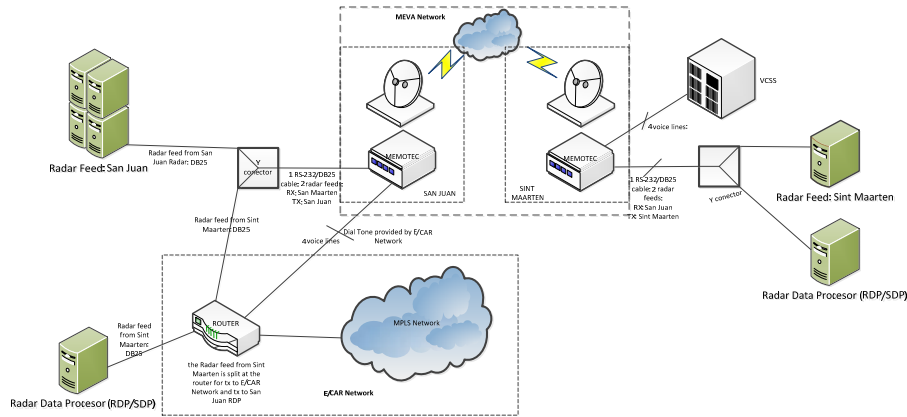 MEVA Network
VCSS
4voice lines:
MEMOTEC
MEMOTEC
Radar feed from San
Juan Radar: DB25
Y
conector
Radar Feed: San Juan
1 RS-232/DB25
cable; 2 radar feeds:
RX: San Maarten
TX: San Juan
SAN JUAN
SINT
MAARTEN
1 RS-232/DB25
cable; 2 radar
feeds:
RX: San Juan
TX: Sint Maarten
Y conector
Radar Feed: Sint Maarten
Radar feed from Sint
Maarten: DB25
Dial Tone provided by E/CAR
Network
4voice lines
Radar Data Procesor (RDP/SDP)
ROUTER
MPLS Network
Radar feed
from Sint
Maarten:
DB25
the Radar feed from Sint
Maarten is split at the
router for tx to E/CAR
Network and tx to San
Juan RDP
E/CAR Network
Radar Data Procesor (RDP/SDP)